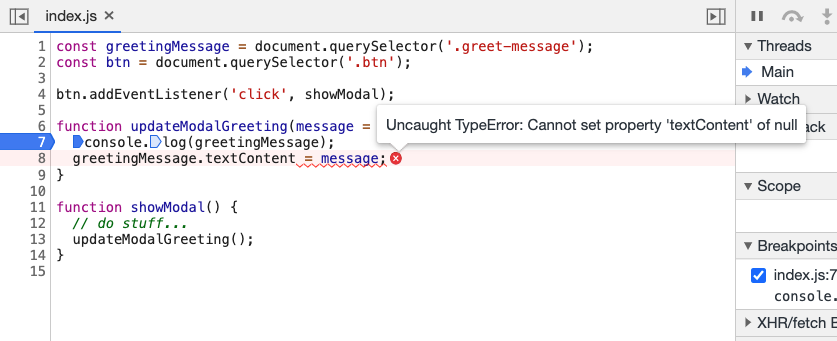 index.js ✕
1 const greetingMessage = document.querySelector('.greet-message');
2 const btn = document.querySelector('.btn');
3
4 btn.addEventListener('click', showModal);
5
6 function updateModalGreeting(message =
7 console.log(greetingMessage);
8 greetingMessage.textContent = message;
9 }
10
11 function showModal() {
12 // do stuff...
13 updateModalGreeting();
14 }
15
Uncaught TypeError: Cannot set property 'textContent' of null
Threads
Main
Watch
ack
Scope
Breakpoints
index.js:7
console.
XHR/fetch B